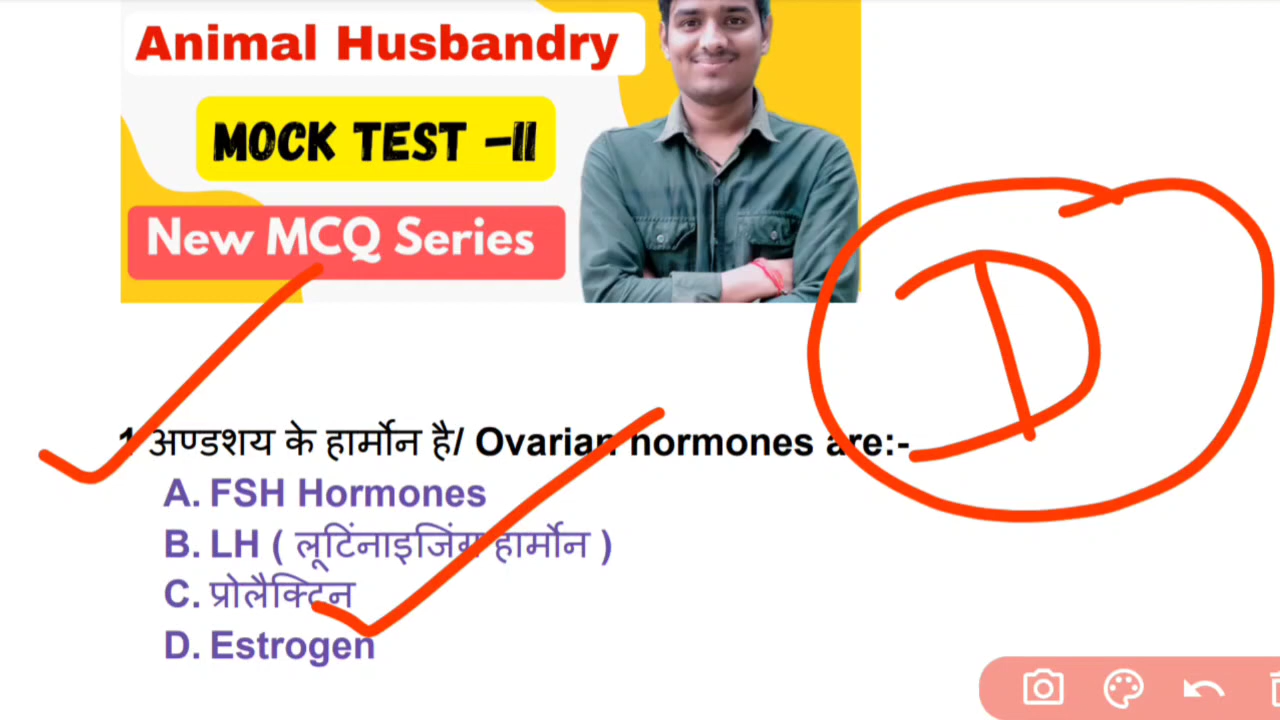 Animal Husbandry
MOCK TEST -II
New MCQ Series
D
1 अण्डशय के हार्मोन है/ Ovarian hormones are:-
A. FSH Hormones
B. LH ( लूटिंनाइजिंग हार्मोन )
C. प्रोलैक्टिन
D. Estrogen